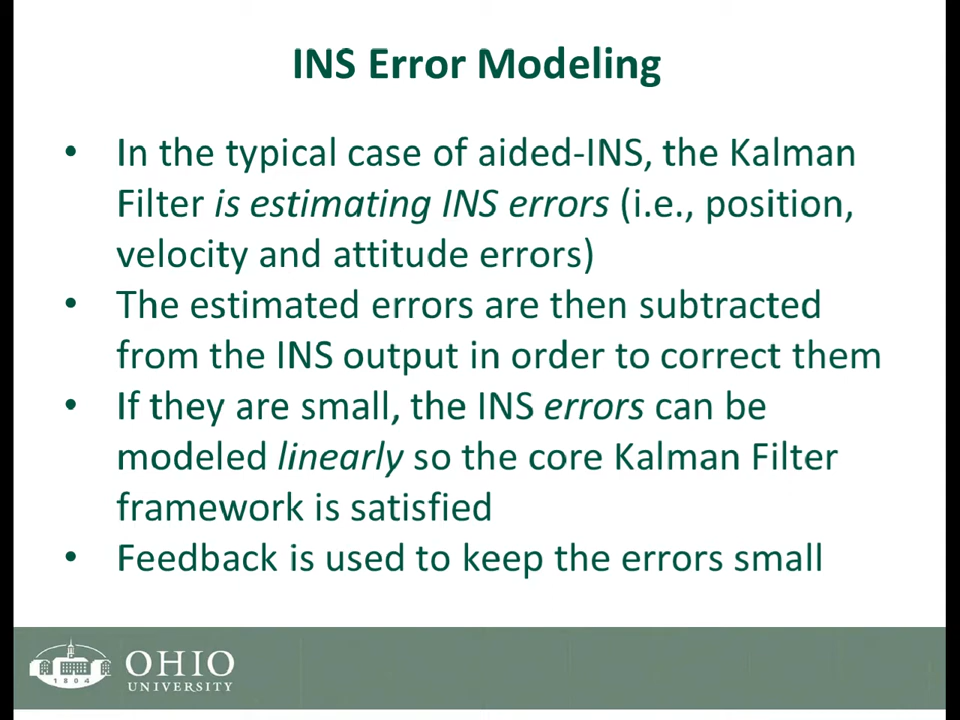 INS Error Modeling
• In the typical case of aided-INS, the Kalman
Filter is estimating INS errors (i.e., position,
velocity and attitude errors)
• The estimated errors are then subtracted
from the INS output in order to correct them
• If they are small, the INS errors can be
modeled linearly so the core Kalman Filter
framework is satisfied
• Feedback is used to keep the errors small
1804
OHIO
UNIVERSITY